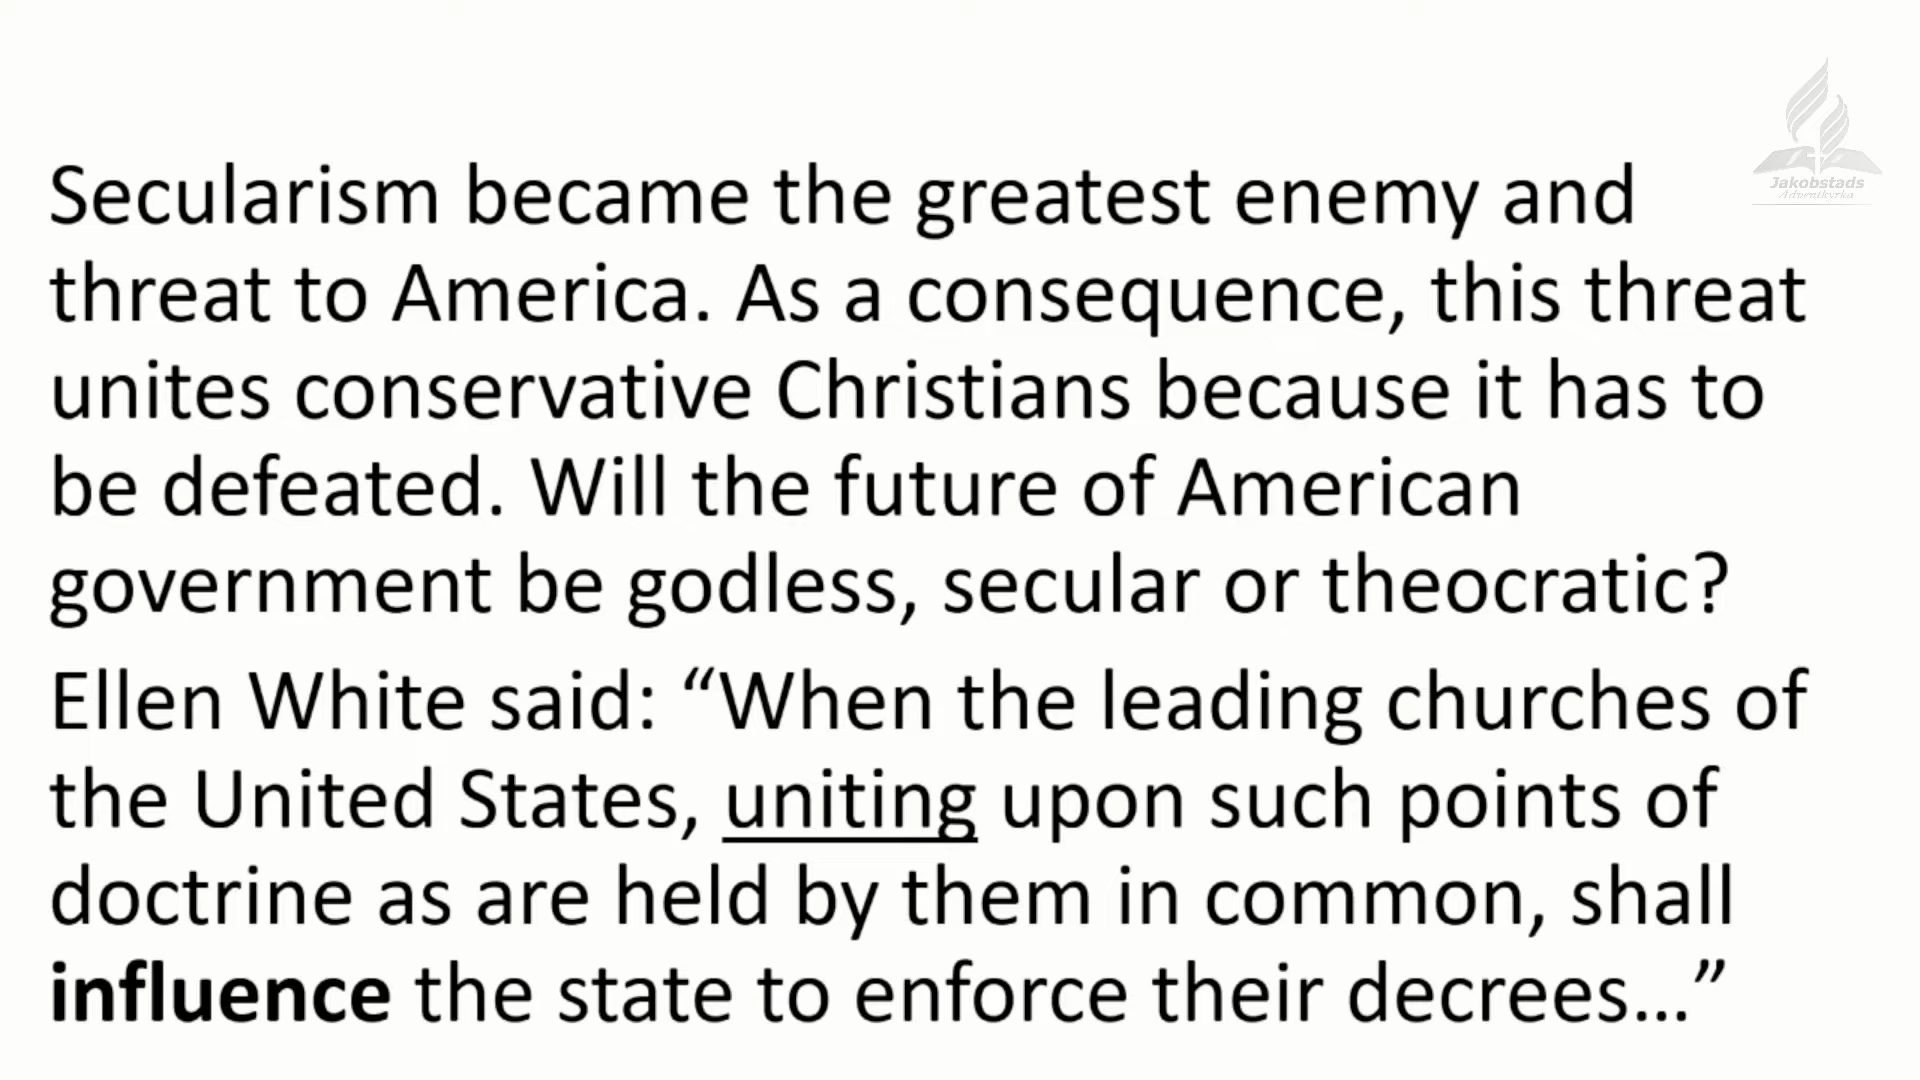 Jakobstads
Adventkyrka
Secularism became the greatest enemy and
threat to America. As a consequence, this threat
unites conservative Christians because it has to
be defeated. Will the future of American
government be godless, secular or theocratic?
Ellen White said: “When the leading churches of
the United States, uniting upon such points of
doctrine as are held by them in common, shall
influence the state to enforce their decrees…”